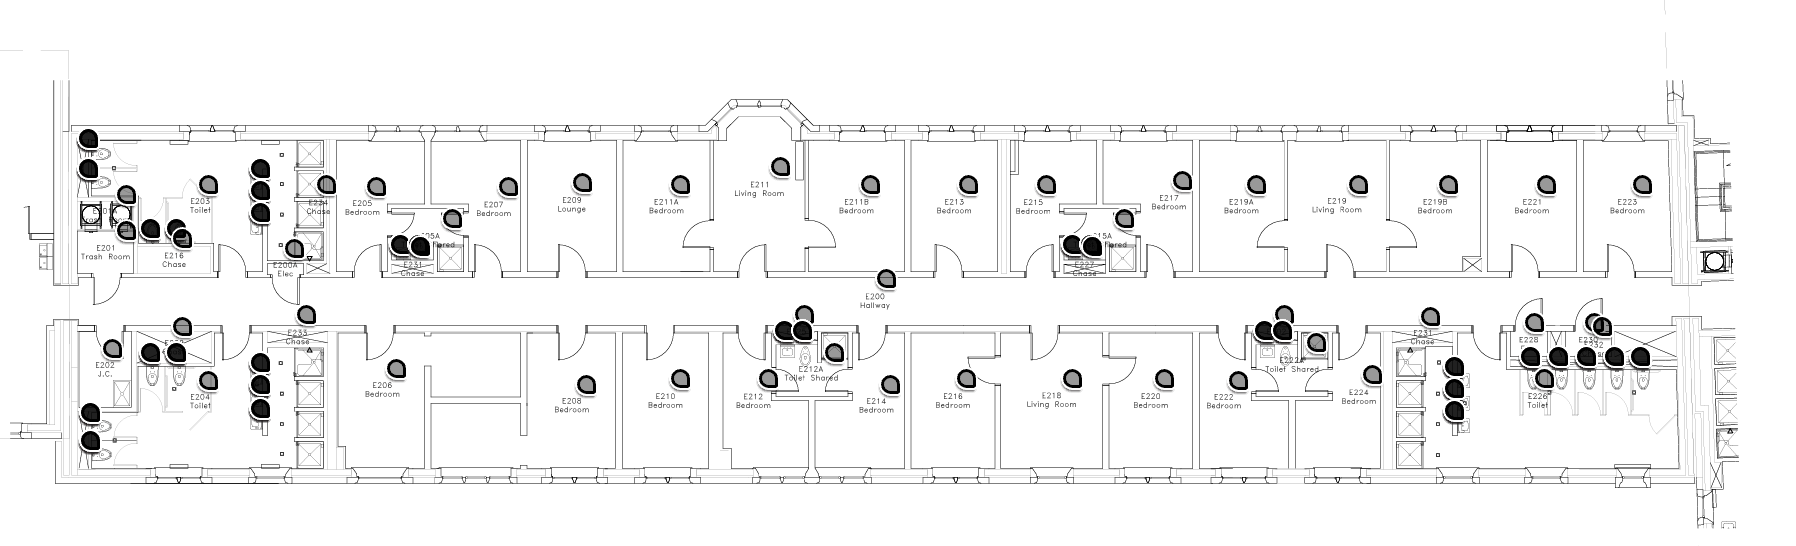 E203
Toilet
E201
Trash Room
E216
Chase
E200A
Elec
E234
Chase
E205
Bedroom
E207
Bedroom
E231
Chase
E209
Lounge
E211A
Bedroom
E211
Living Room
E211B
Bedroom
E213
Bedroom
E215
Bedroom
E217
Bedroom
E227
Chase
E219A
Bedroom
E219
Living Room
E219B
Bedroom
E221
Bedroom
E223
Bedroom
E200
Hallway
E233
Chase
E202
J.C.
E204
Toilet
E206
Bedroom
E208
Bedroom
E210
Bedroom
E212
Bedroom
E212A
Toilet Shared
E214
Bedroom
E216
Bedroom
E218
Living Room
E220
Bedroom
E222
Bedroom
E222A
Toilet Shared
E224
Bedroom
E231
Chase
E228
E230
E232
E226
Toilet